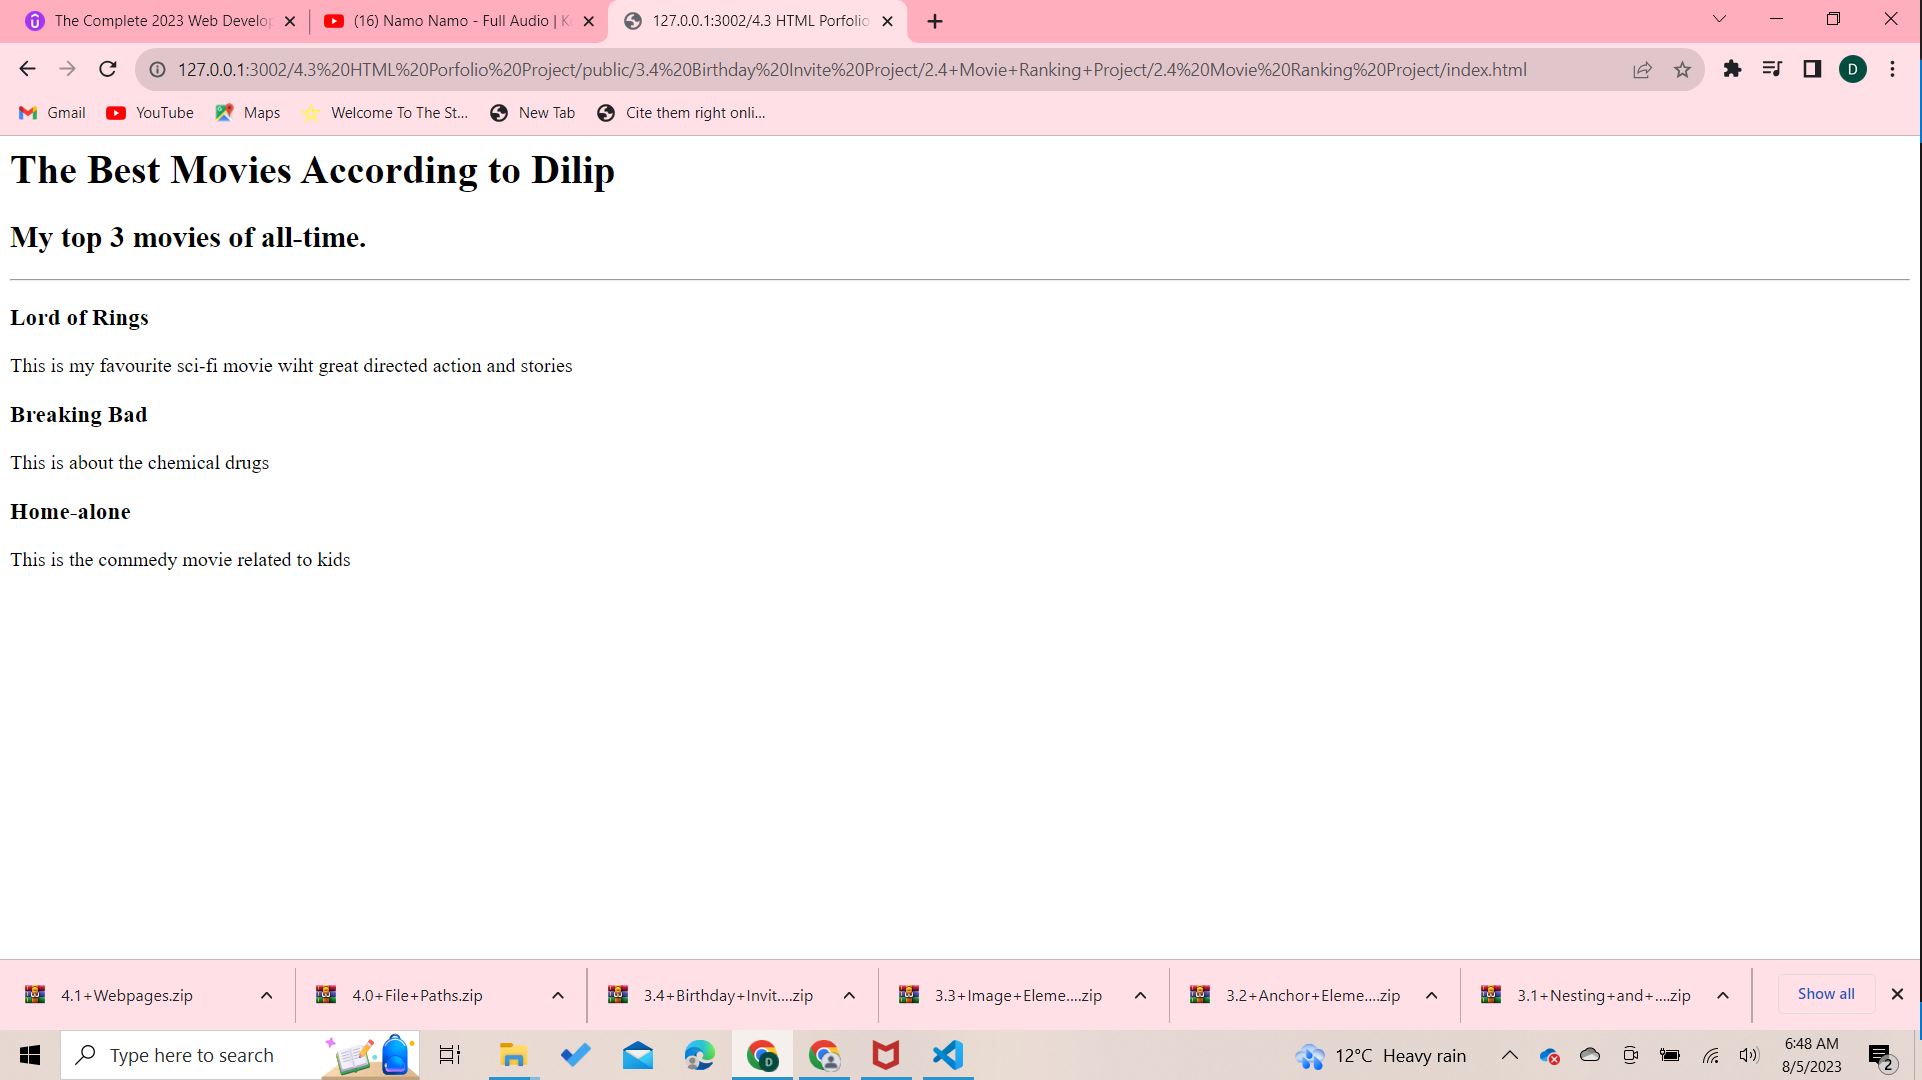 The Complete 2023 Web Develop
(16) Namo Namo - Full Audio | K
127.0.0.1:3002/4.3 HTML Porfolio
127.0.0.1:3002/4.3%20HTML%20Porfolio%20Project/public/3.4%20Birthday%20Invite%20Project/2.4+Movie+Ranking+Project/2.4%20Movie%20Ranking%20Project/index.html
D
Gmail
YouTube
Maps
Welcome To The St...
New Tab
Cite them right onli...
The Best Movies According to Dilip
My top 3 movies of all-time.
Lord of Rings
This is my favourite sci-fi movie wiht great directed action and stories
Breaking Bad
This is about the chemical drugs
Home-alone
This is the commedy movie related to kids
4.1+Webpages.zip
4.0+File+Paths.zip
3.4+Birthday+Invit....zip
3.3+Image+Eleme....zip
3.2+Anchor+Eleme....zip
3.1+Nesting+and+....zip
Show all
Type here to search
D
12°C Heavy rain
6:48 AM
8/5/2023
2